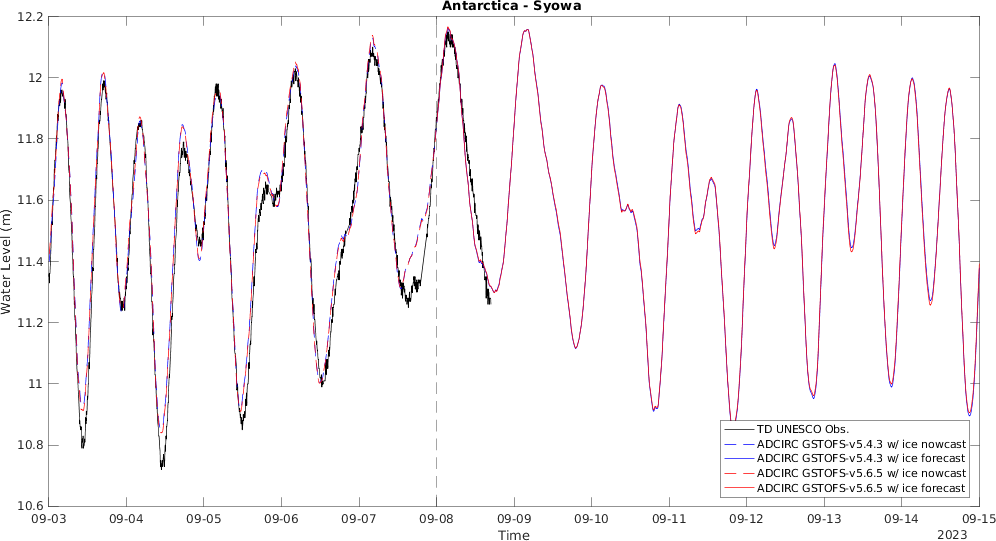 Antarctica - Syowa
12.2
12
11.8
11.6
11.4
11.2
11
10.8
10.6
Water Level (m)
TD UNESCO Obs.
ADCIRC GSTOFS-v5.4.3 w/ ice nowcast
ADCIRC GSTOFS-v5.4.3 w/ ice forecast
ADCIRC GSTOFS-v5.6.5 w/ ice nowcast
ADCIRC GSTOFS-v5.6.5 w/ ice forecast
09-03 09-04 09-05 09-06 09-07 09-08 09-09 09-10 09-11 09-12 09-13 09-14 09-15
Time
2023